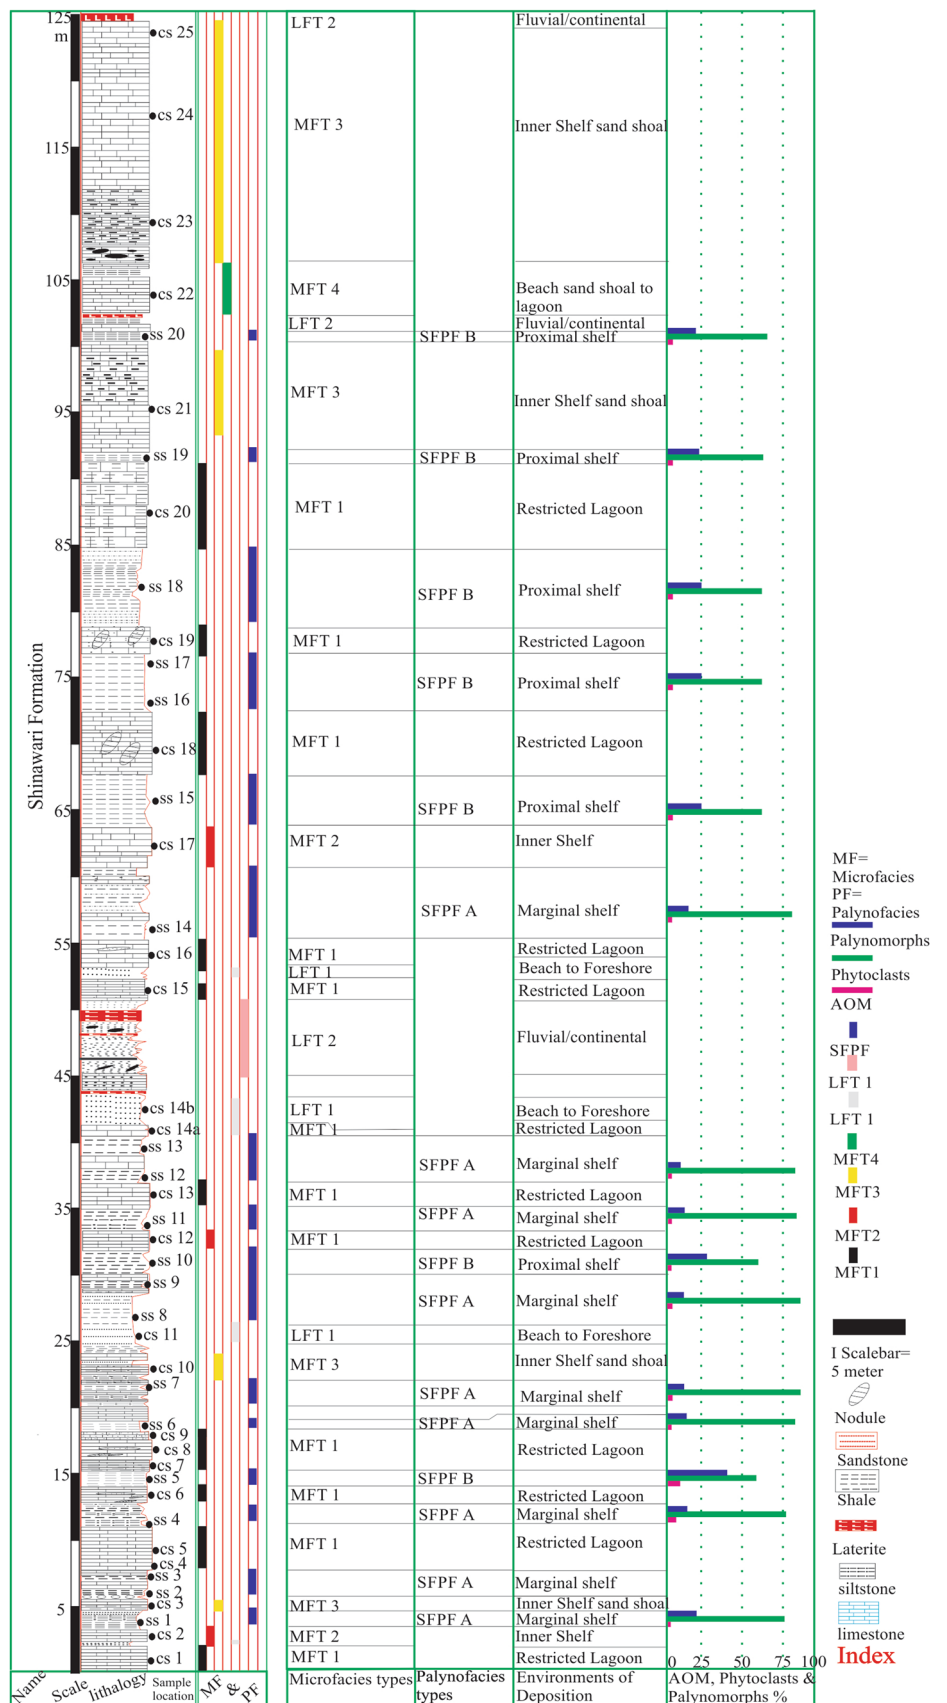 125
m
115
105
95
85
75
65
55
45
35
25
15
5
Shinawari Formation
cs 25
cs 24
cs 23
cs 22
ss 20
cs 21
ss 19
cs 20
ss 18
cs 19
ss 17
ss 16
cs 18
ss 15
cs 17
ss 14
cs 16
cs 15
cs 14b
cs 14a
ss 13
ss 12
cs 13
ss 11
cs 12
ss 10
ss 9
ss 8
cs 11
cs 10
ss 7
ss 6
cs 9
cs 8
cs 7
ss 5
cs 6
ss 4
cs 5
cs 4
ss 3
ss 2
cs 3
ss 1
cs 2
cs 1
LFT 2 Fluvial/continental
MFT 3 Inner Shelf sand shoal
MFT 4 Beach sand shoal to
lagoon
LFT 2 Fluvial/continental
SFPF B Proximal shelf
MFT 3 Inner Shelf sand shoal
SFPF B Proximal shelf
MFT 1 Restricted Lagoon
SFPF B Proximal shelf
MFT 1 Restricted Lagoon
SFPF B Proximal shelf
MFT 1 Restricted Lagoon
SFPF B Proximal shelf
MFT 2 Inner Shelf
SFPF A Marginal shelf
MFT 1 Restricted Lagoon
LFT 1 Beach to Foreshore
MFT 1 Restricted Lagoon
LFT 2 Fluvial/continental
LFT 1 Beach to Foreshore
MFT 1 Restricted Lagoon
SFPF A Marginal shelf
MFT 1 Restricted Lagoon
SFPF A Marginal shelf
MFT 1 Restricted Lagoon
SFPF B Proximal shelf
SFPF A Marginal shelf
LFT 1 Beach to Foreshore
MFT 3 Inner Shelf sand shoal
SFPF A Marginal shelf
SFPF A Marginal shelf
MFT 1 Restricted Lagoon
SFPF B
MFT 1 Restricted Lagoon
SFPF A Marginal shelf
MFT 1 Restricted Lagoon
SFPF A Marginal shelf
MFT 3 Inner Shelf sand shoal
SFPF A Marginal shelf
MFT 2 Inner Shelf
MFT 1 Restricted Lagoon
0 25 50 75 100
Name
Scale
lithalogy
Sample
location
MF
&
PF
Microfacies types
Palynofacies
types
Environments of
Deposition
AOM, Phytoclasts &
Palynomorphs %
MF=
Microfacies
PF=
Palynofacies
Palynomorphs
Phytoclasts
AOM
SFPF
LFT 1
LFT 1
MFT4
MFT3
MFT2
MFT1
I Scalebar=
5 meter
Nodule
Sandstone
Shale
Laterite
siltstone
limestone
Index